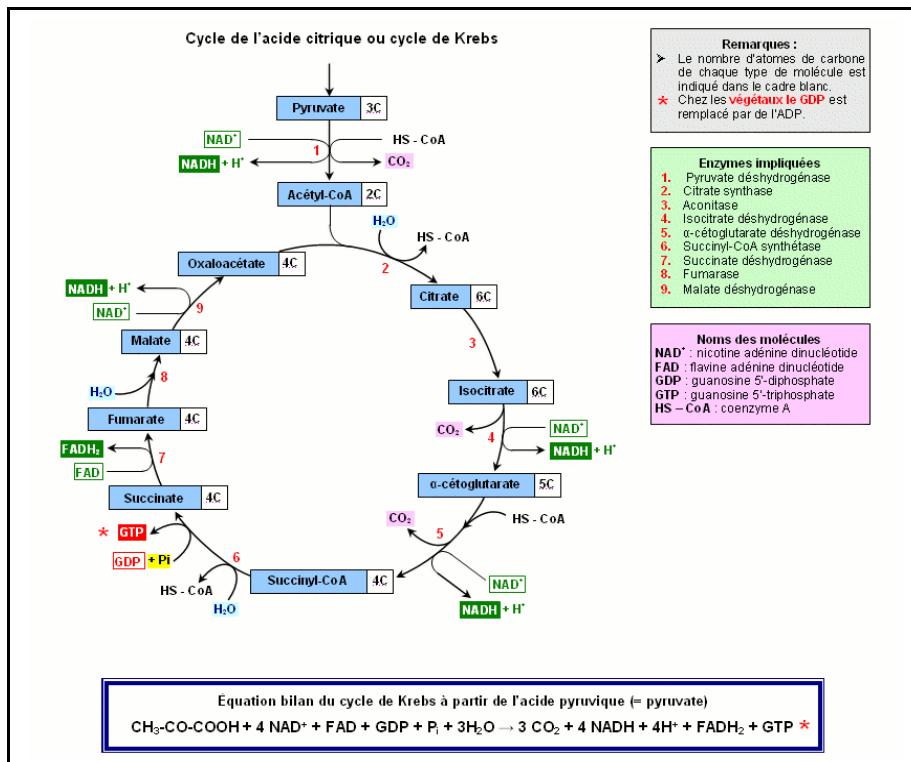 Cycle de l'acide citrique ou cycle de Krebs
Pyruvate 3C
NAD⁺
HS - CoA
1
NADH + H⁺
CO₂
Acétyl-CoA 2C
H₂O
HS - CoA
2
Oxaloacétate 4C
Citrate 6C
NADH + H⁺
NAD⁺
9
3
Malate 4C
8
H₂O
Isocitrate 6C
Fumarate 4C
CO₂
4
NAD⁺
NADH + H⁺
FADH₂
7
FAD
α-cétoglutarate 5C
Succinate 4C
CO₂
HS - CoA
5
* GTP
GDP + Pi
6
HS - CoA
H₂O
Succinyl-CoA 4C
NAD⁺
NADH + H⁺
Remarques :
➢ Le nombre d'atomes de carbone
de chaque type de molécule est
indiqué dans le cadre blanc.
* Chez les végétaux le GDP est
remplacé par de l'ADP.
Enzymes impliquées
1. Pyruvate déshydrogénase
2. Citrate synthase
3. Aconitase
4. Isocitrate déshydrogénase
5. α-cétoglutarate déshydrogénase
6. Succinyl-CoA synthétase
7. Succinate déshydrogénase
8. Fumarase
9. Malate déshydrogénase
Noms des molécules
NAD⁺ : nicotine adénine dinucléotide
FAD : flavine adénine dinucléotide
GDP : guanosine 5'-diphosphate
GTP : guanosine 5'-triphosphate
HS – CoA : coenzyme A
Équation bilan du cycle de Krebs à partir de l'acide pyruvique (= pyruvate)
CH₃-CO-COOH + 4 NAD⁺ + FAD + GDP + Pᵢ + 3H₂O → 3 CO₂ + 4 NADH + 4H⁺ + FADH₂ + GTP *